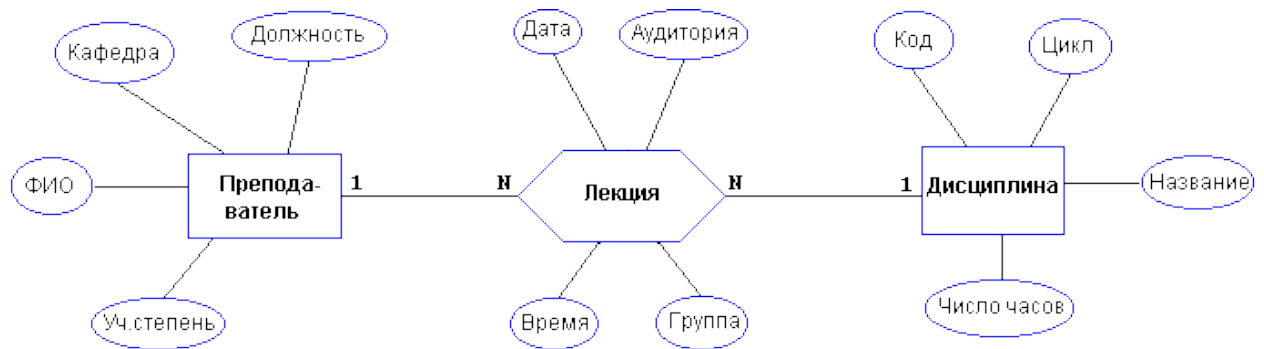 Кафедра
Должность
Дата
Аудитория
Код
Цикл
ФИО
Препода-
ватель
1
N
Лекция
N
1
Дисциплина
Название
Уч.степень
Время
Группа
Число часов